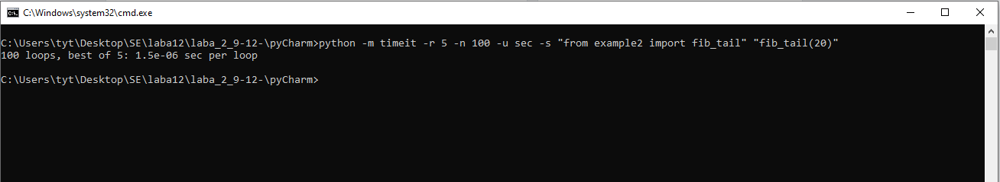 C:\Windows\system32\cmd.exe
C:\Users\tyt\Desktop\SE\laba12\laba_2_9-12-\pyCharm>python -m timeit -r 5 -n 100 -u sec -s "from example2 import fib_tail" "fib_tail(20)"
100 loops, best of 5: 1.5e-06 sec per loop
C:\Users\tyt\Desktop\SE\laba12\laba_2_9-12-\pyCharm>